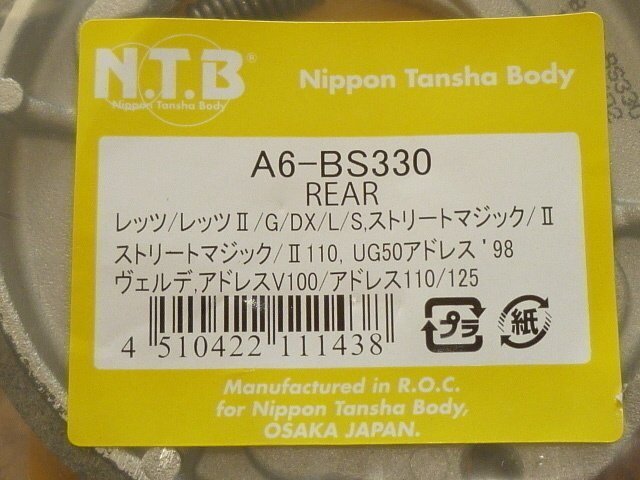 N.T.B®
Nippon Tansha Body
Nippon Tansha Body
A6-BS330
REAR
レッツ/レッツⅡ/G/DX/L/S,ストリートマジック/Ⅱ
ストリートマジック/Ⅱ110, UG50アドレス'98
ヴェルデ,アドレスV100/アドレス110/125
4 510422 111438
プラ
紙
Manufactured in R.O.C.
for Nippon Tansha Body,
OSAKA JAPAN.